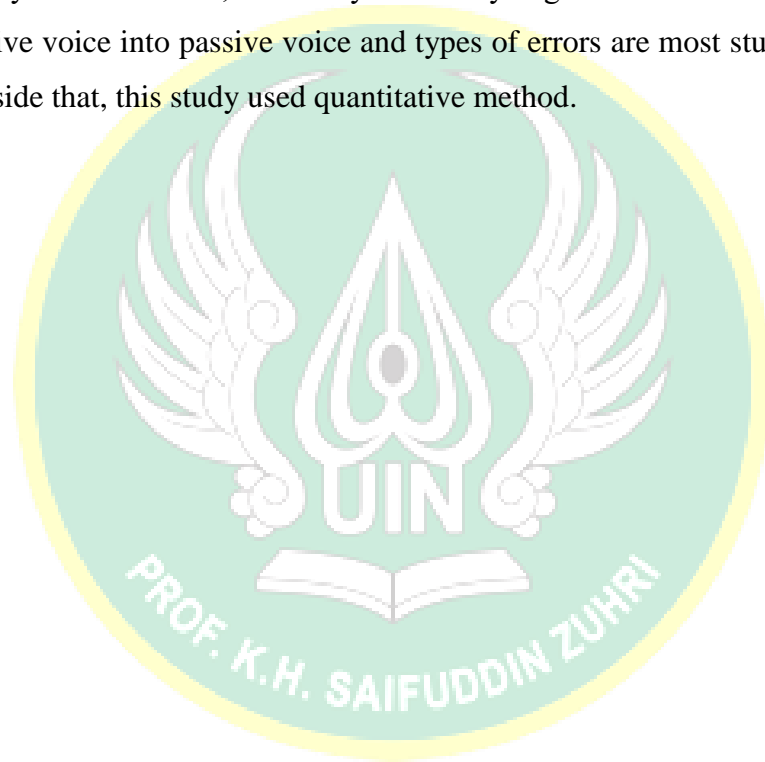 ive voice into passive voice and types of errors are most stu
side that, this study used quantitative method.
UIN
PROF. K.H. SAIFUDDIN ZUHRI